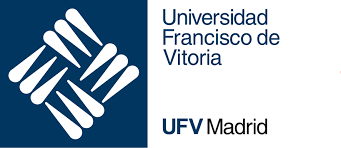 Universidad
Francisco de
Vitoria
UFV Madrid